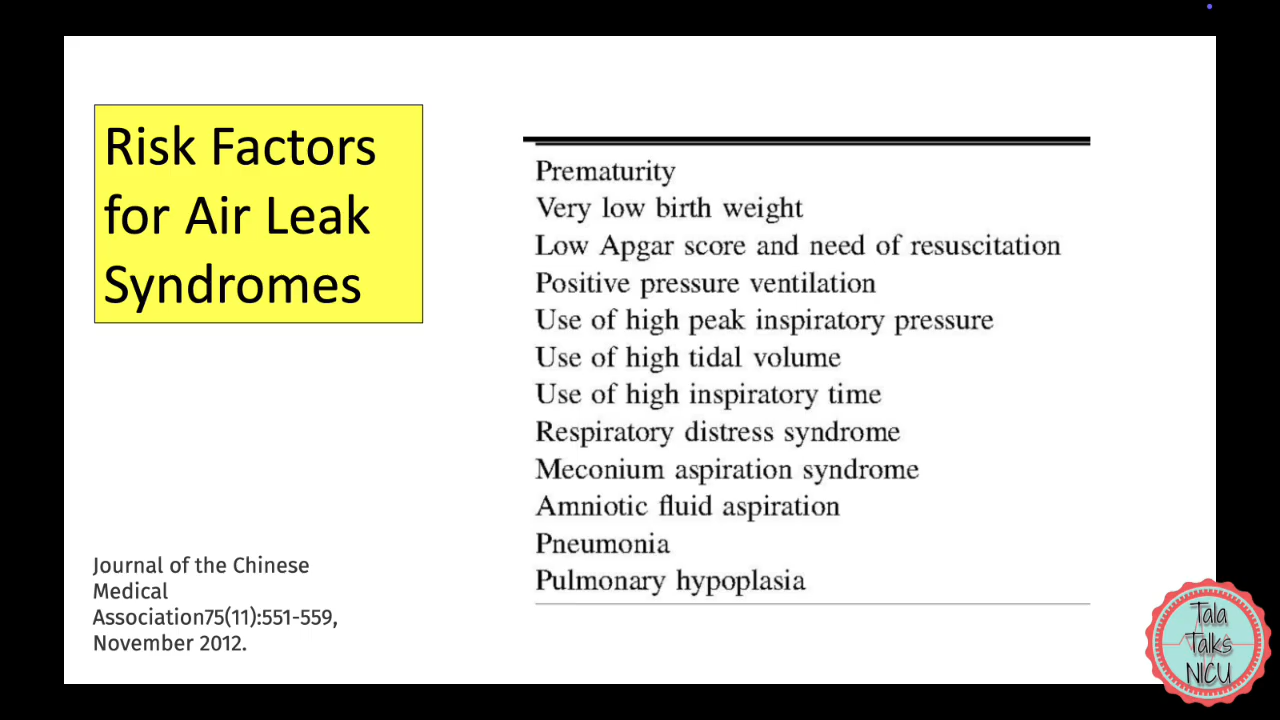 Risk Factors
for Air Leak
Syndromes
Prematurity
Very low birth weight
Low Apgar score and need of resuscitation
Positive pressure ventilation
Use of high peak inspiratory pressure
Use of high tidal volume
Use of high inspiratory time
Respiratory distress syndrome
Meconium aspiration syndrome
Amniotic fluid aspiration
Pneumonia
Pulmonary hypoplasia
Journal of the Chinese
Medical
Association75(11):551-559,
November 2012.
Tala
Talks
NICU